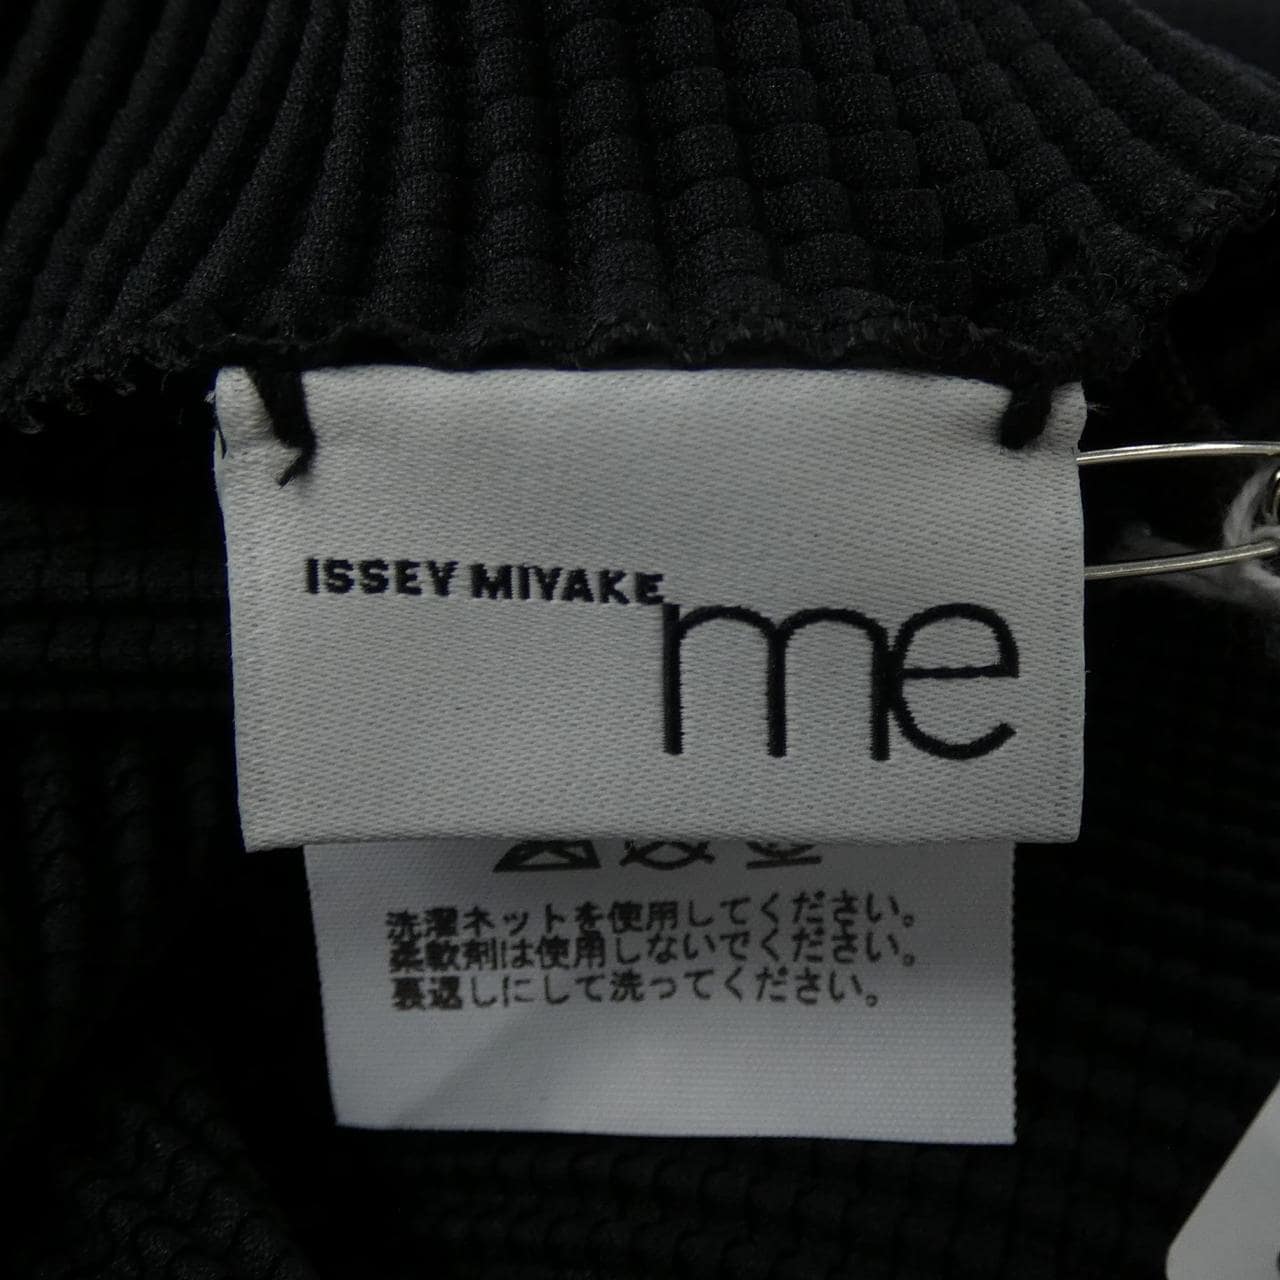 ISSEY MIYAKE
me
洗濯ネットを使用してください。
柔軟剤は使用しないでください。
裏返しにして洗ってください。